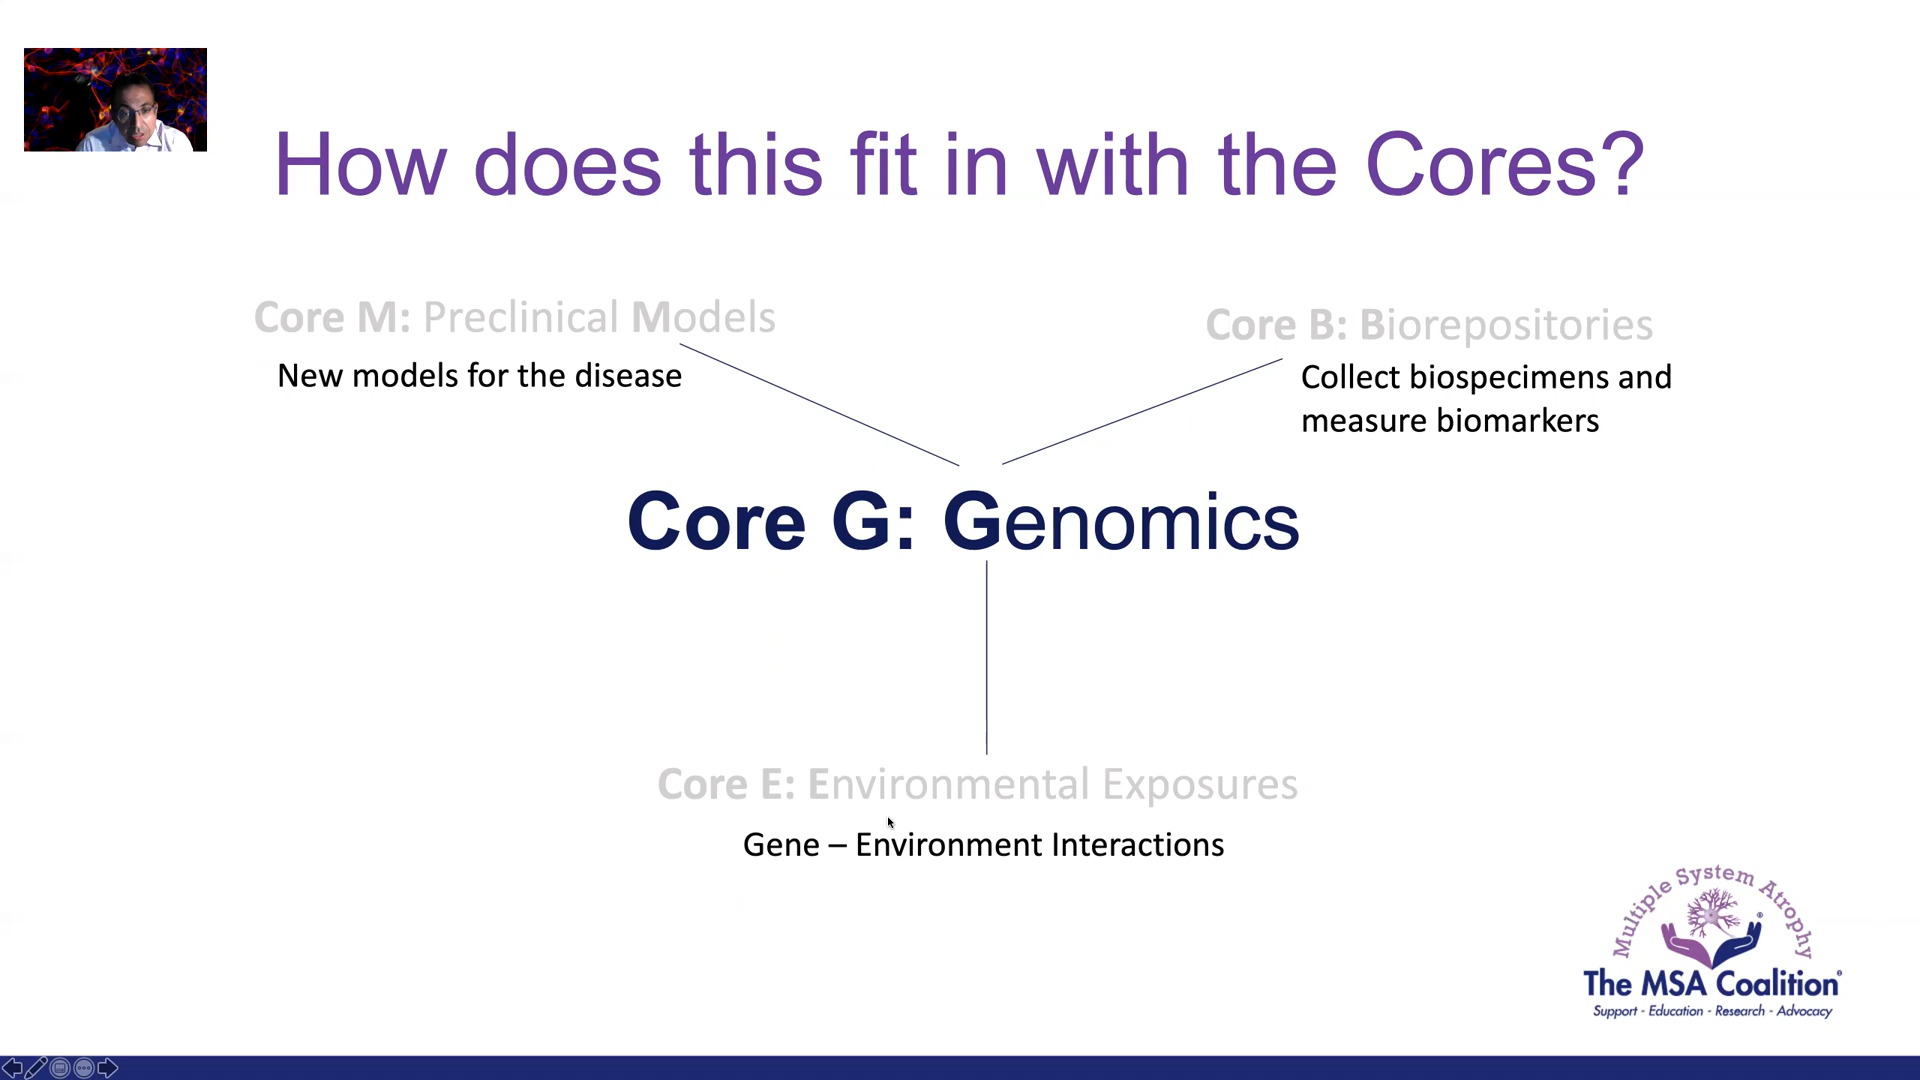 How does this fit in with the Cores?
Core M: Preclinical Models
New models for the disease
Core B: Biorepositories
Collect biospecimens and
measure biomarkers
Core G: Genomics
Core E: Environmental Exposures
Gene – Environment Interactions
Multiple System Atrophy
The MSA Coalition®
Support - Education - Research - Advocacy